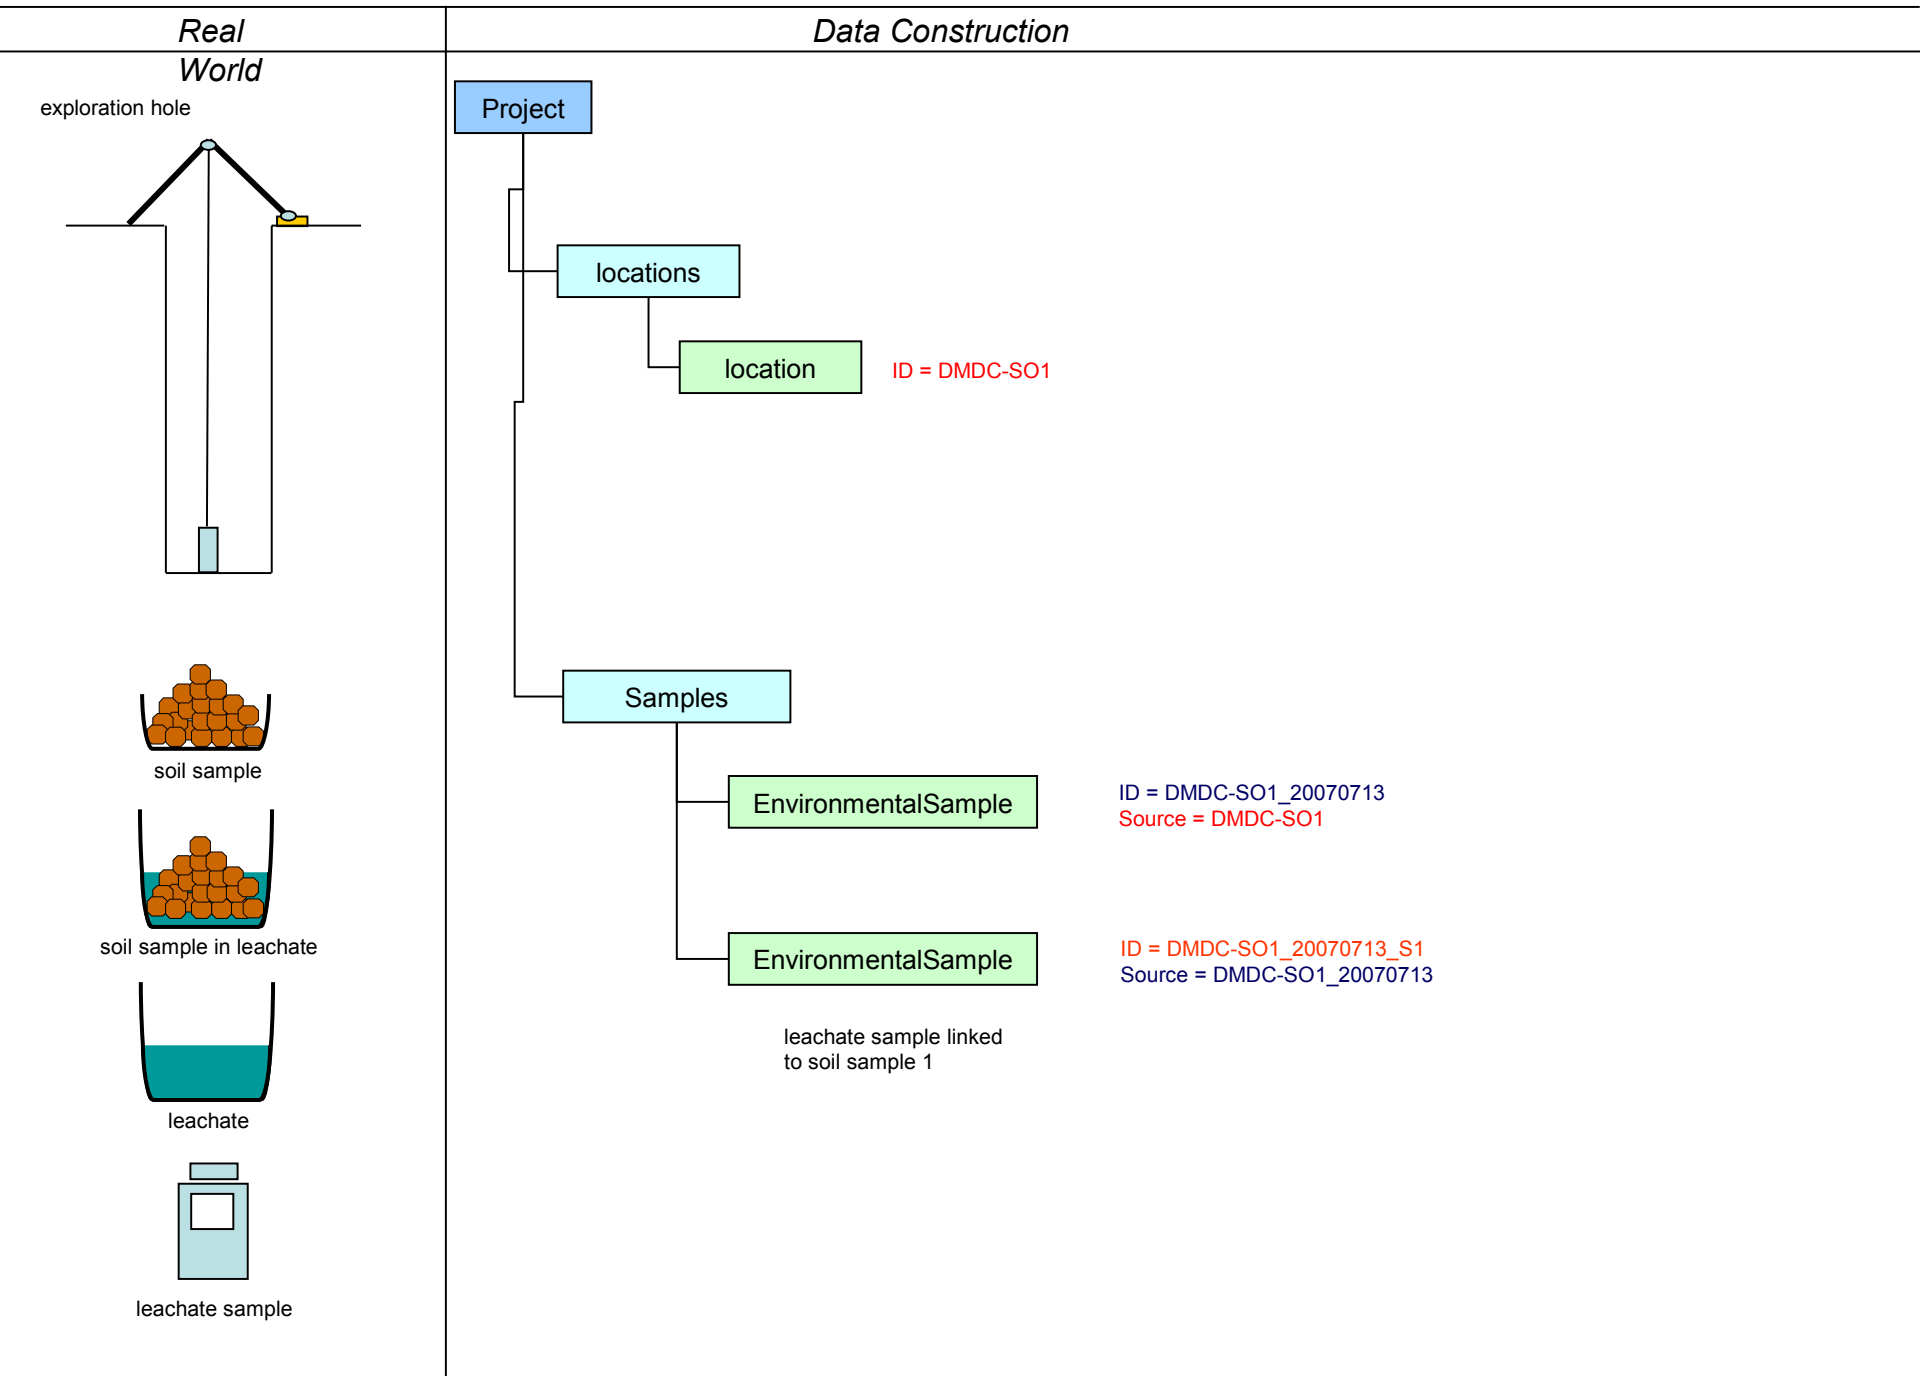 Real
World
Data Construction
exploration hole
Project
locations
location
ID = DMDC-SO1
soil sample
Samples
EnvironmentalSample
ID = DMDC-SO1_20070713
Source = DMDC-SO1
soil sample in leachate
EnvironmentalSample
ID = DMDC-SO1_20070713_S1
Source = DMDC-SO1_20070713
leachate sample linked
to soil sample 1
leachate
leachate sample